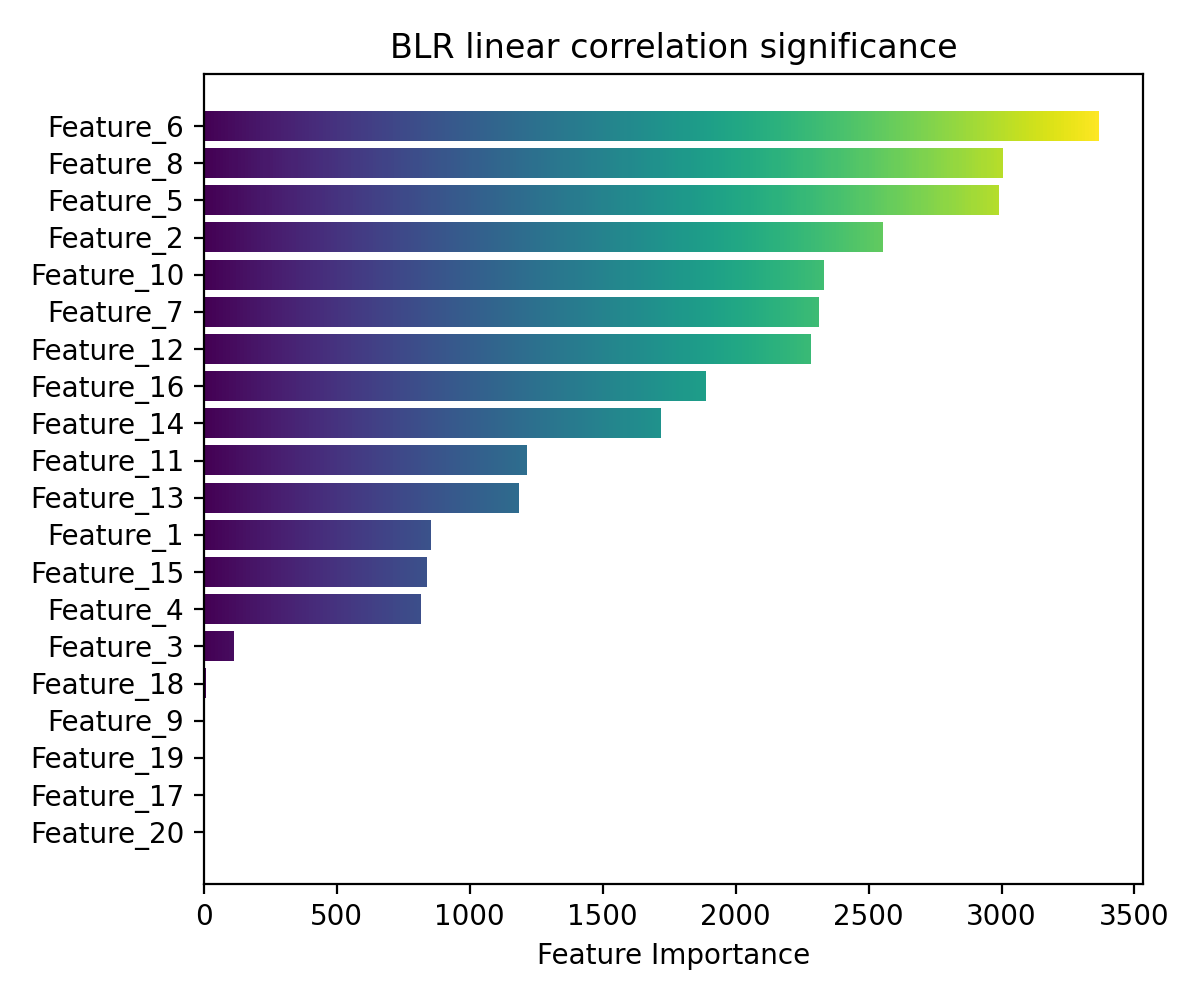 BLR linear correlation significance
Feature_6
Feature_8
Feature_5
Feature_2
Feature_10
Feature_7
Feature_12
Feature_16
Feature_14
Feature_11
Feature_13
Feature_1
Feature_15
Feature_4
Feature_3
Feature_18
Feature_9
Feature_19
Feature_17
Feature_20
0 500 1000 1500 2000 2500 3000 3500
Feature Importance